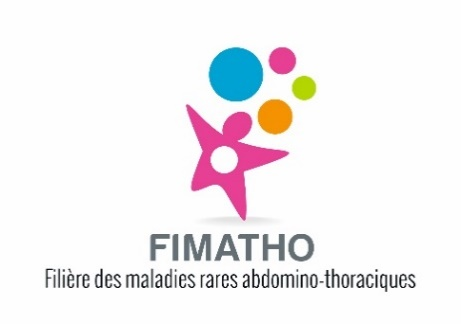 FIMATHO
Filière des maladies rares abdomino-thoraciques